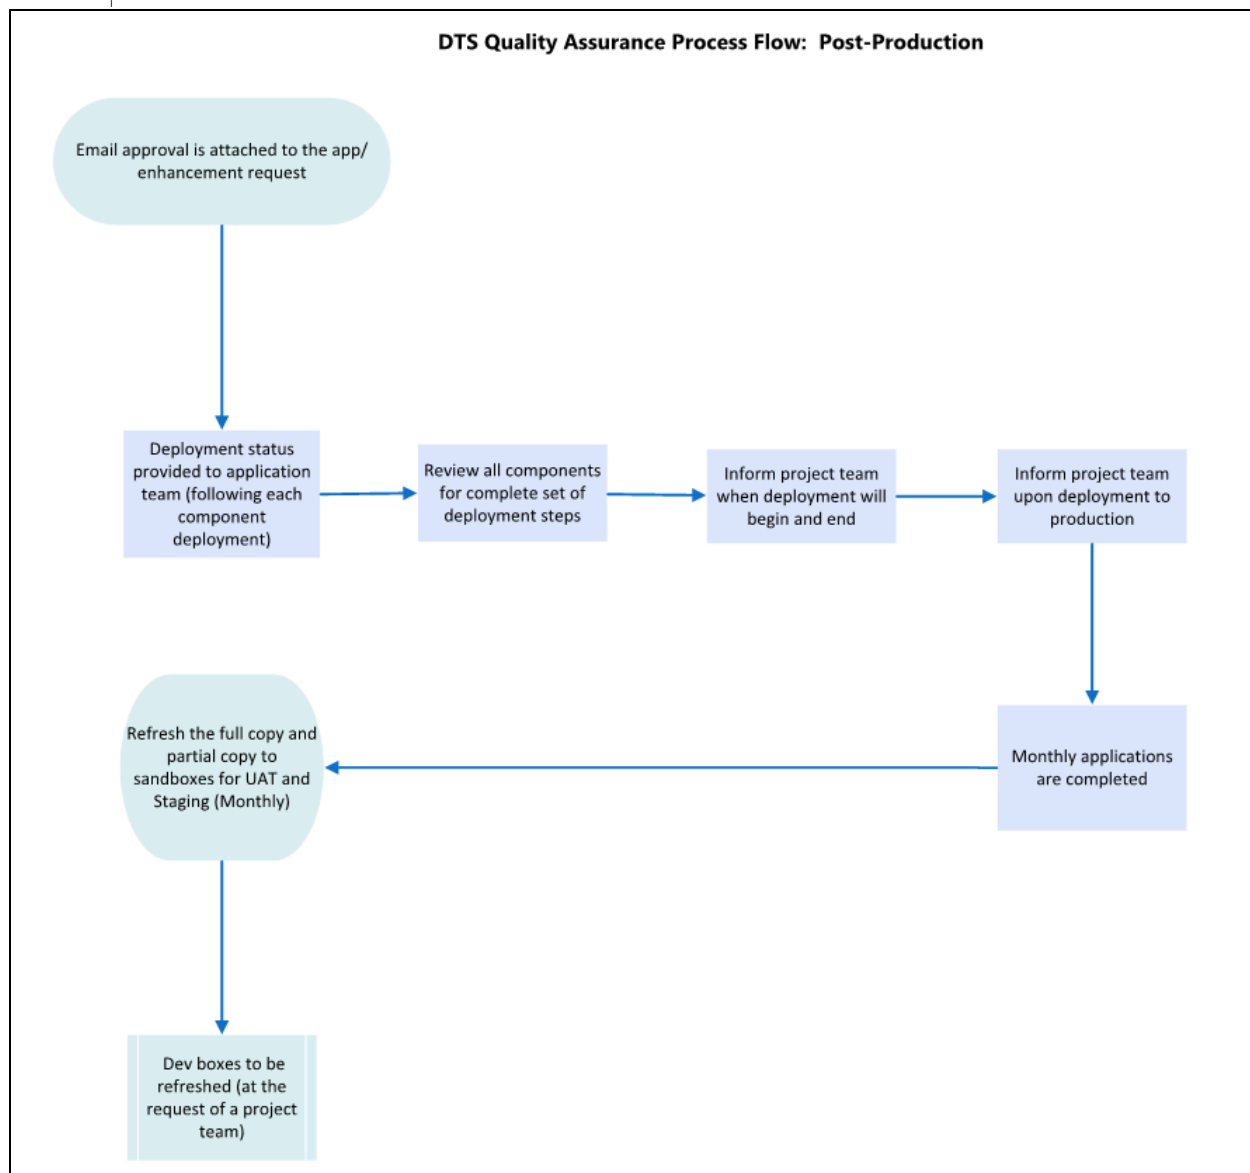 DTS Quality Assurance Process Flow: Post-Production
Email approval is attached to the app/
enhancement request
Deployment status
provided to application
team (following each
component
deployment)
Review all components
for complete set of
deployment steps
Inform project team
when deployment will
begin and end
Inform project team
upon deployment to
production
Monthly applications
are completed
Refresh the full copy and
partial copy to
sandboxes for UAT and
Staging (Monthly)
Dev boxes to be
refreshed (at the
request of a project
team)